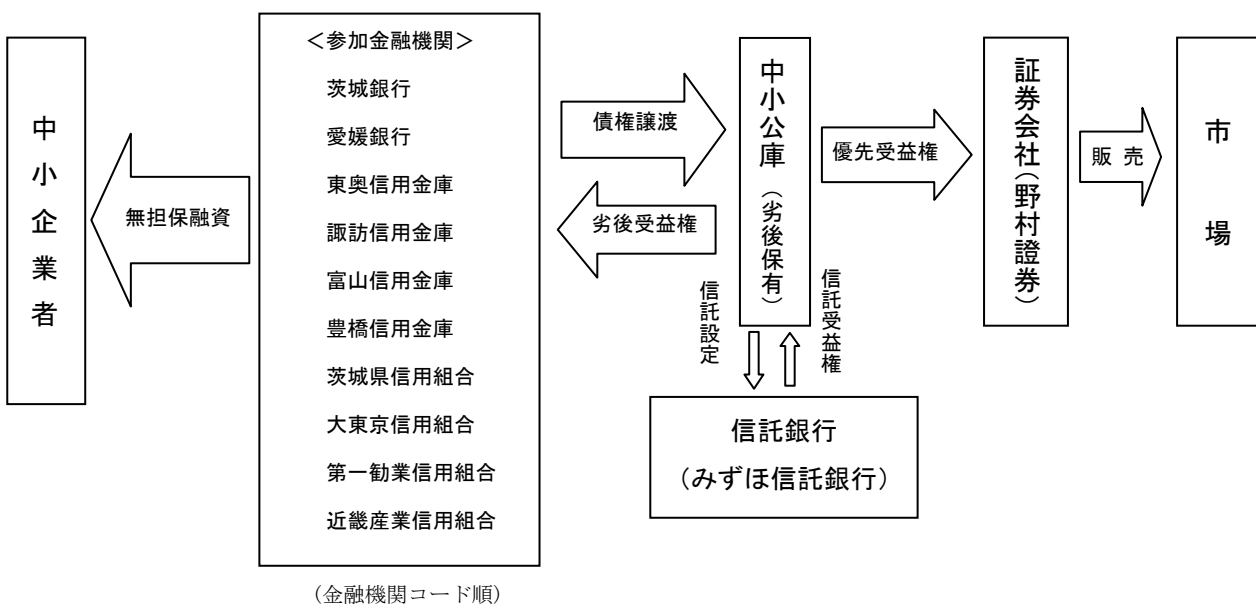 中小企業者
無担保融資
＜参加金融機関＞
茨城銀行
愛媛銀行
東奥信用金庫
諏訪信用金庫
富山信用金庫
豊橋信用金庫
茨城県信用組合
大東京信用組合
第一勧業信用組合
近畿産業信用組合
（金融機関コード順）
債権譲渡
劣後受益権
中小公庫（劣後保有）
信託設定
信託受益権
信託銀行
（みずほ信託銀行）
優先受益権
証券会社（野村證券）
販売
市場